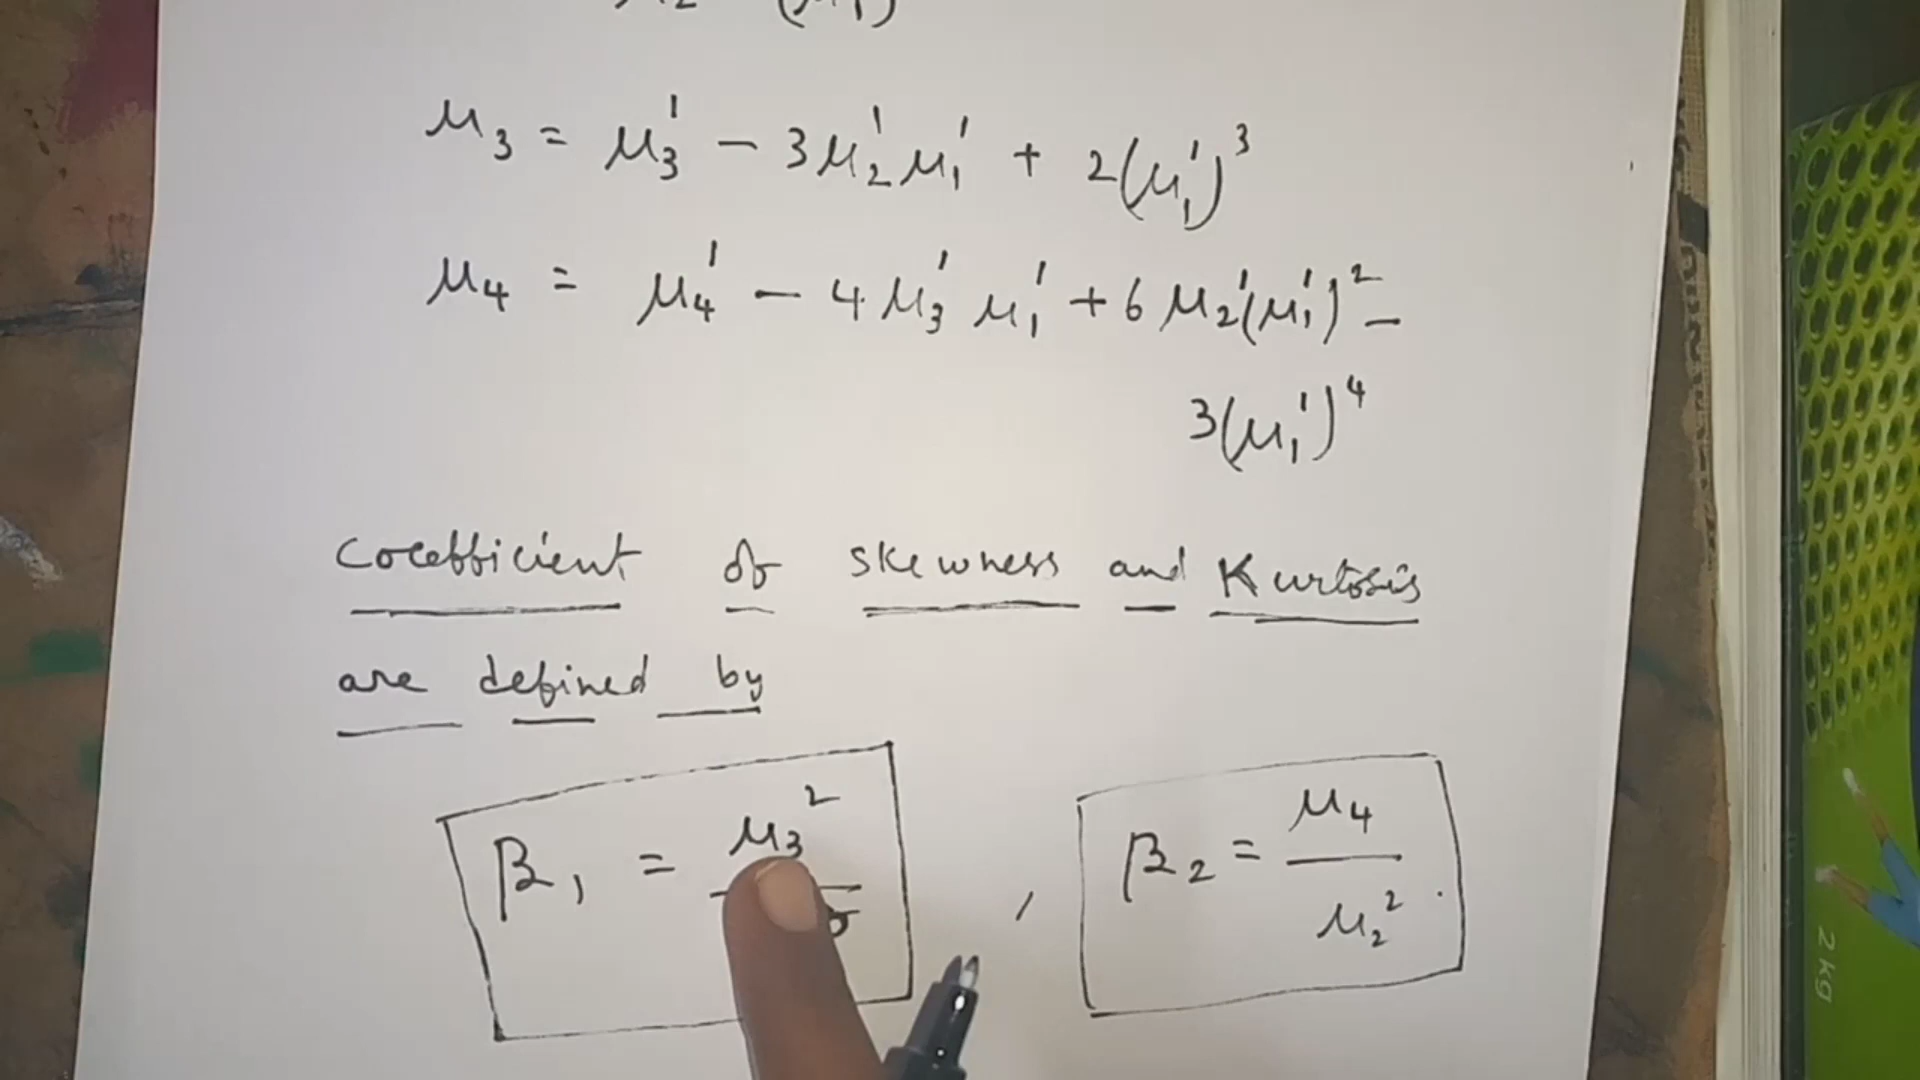 μ₃ = μ₃' − 3μ₂'μ₁' + 2(μ₁')³
μ₄ = μ₄' − 4μ₃'μ₁' + 6μ₂'(μ₁')² −
3(μ₁')⁴
coefficient of skewness and Kurtosis
are defined by
β₁ = μ₃² , β₂ = μ₄/μ₂².
2kg